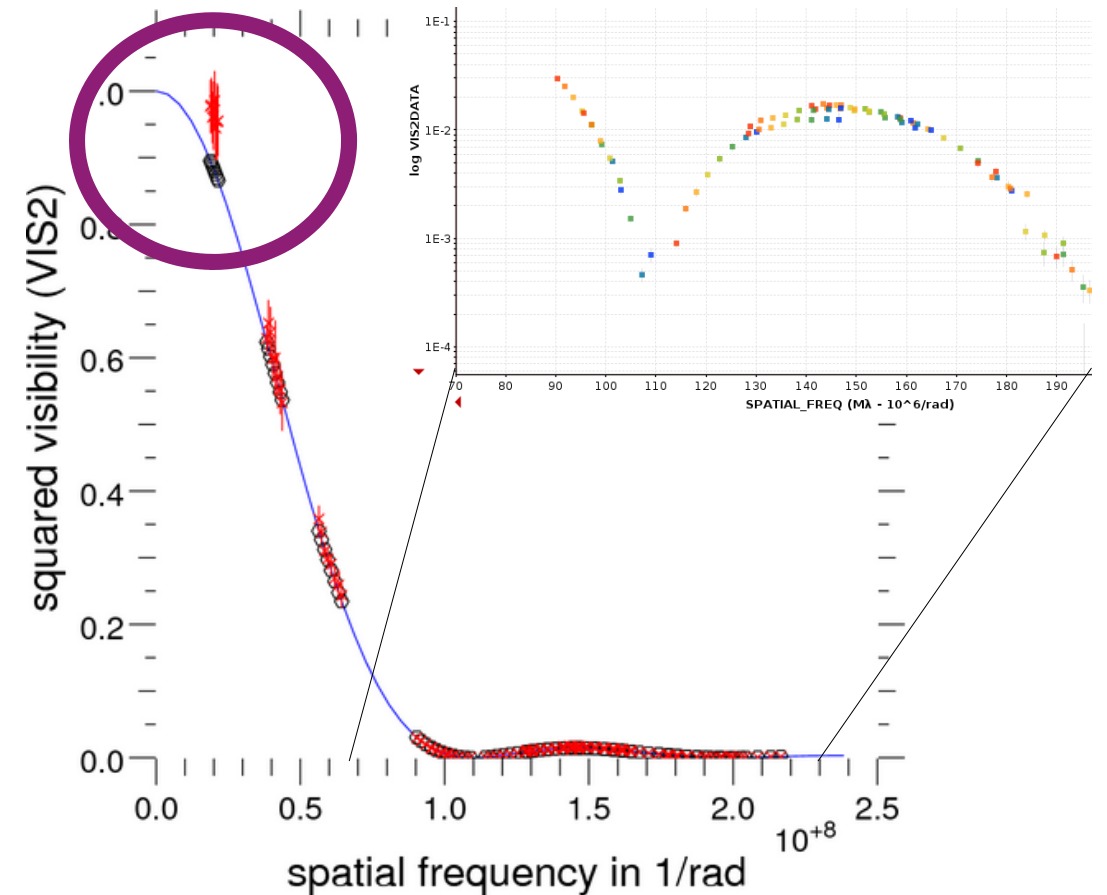 1E-1
1E-2
1E-3
1E-4
log VIS2DATA
70 80 90 100 110 120 130 140 150 160 170 180 190
SPATIAL_FREQ (Mλ - 10^6/rad)
.0
0.8
0.6
0.4
0.2
0.0
squared visibility (VIS2)
0.0 0.5 1.0 1.5 2.0 2.5
10+8
spatial frequency in 1/rad